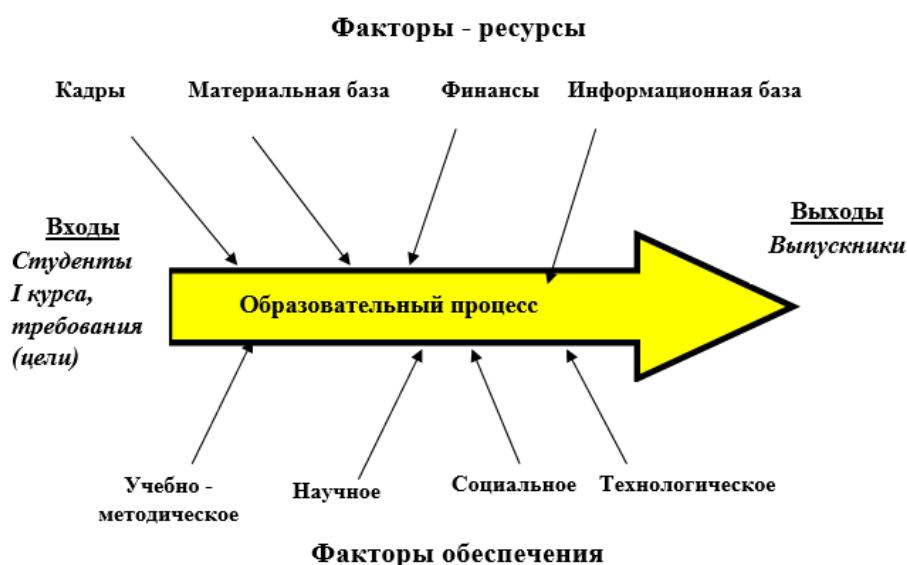 Факторы - ресурсы
Кадры
Материальная база
Финансы
Информационная база
Входы
Студенты
I курса,
требования
(цели)
Образовательный процесс
Выходы
Выпускники
Учебно -
методическое
Научное
Социальное
Технологическое
Факторы обеспечения